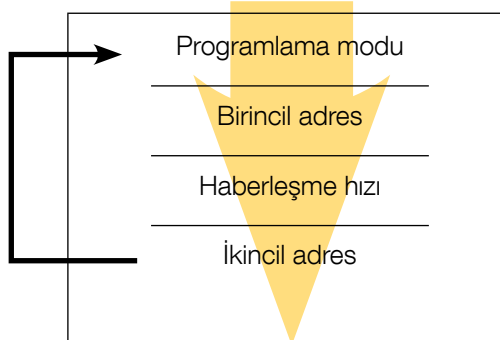 Programlama modu
Birincil adres
Haberleşme hızı
İkincil adres